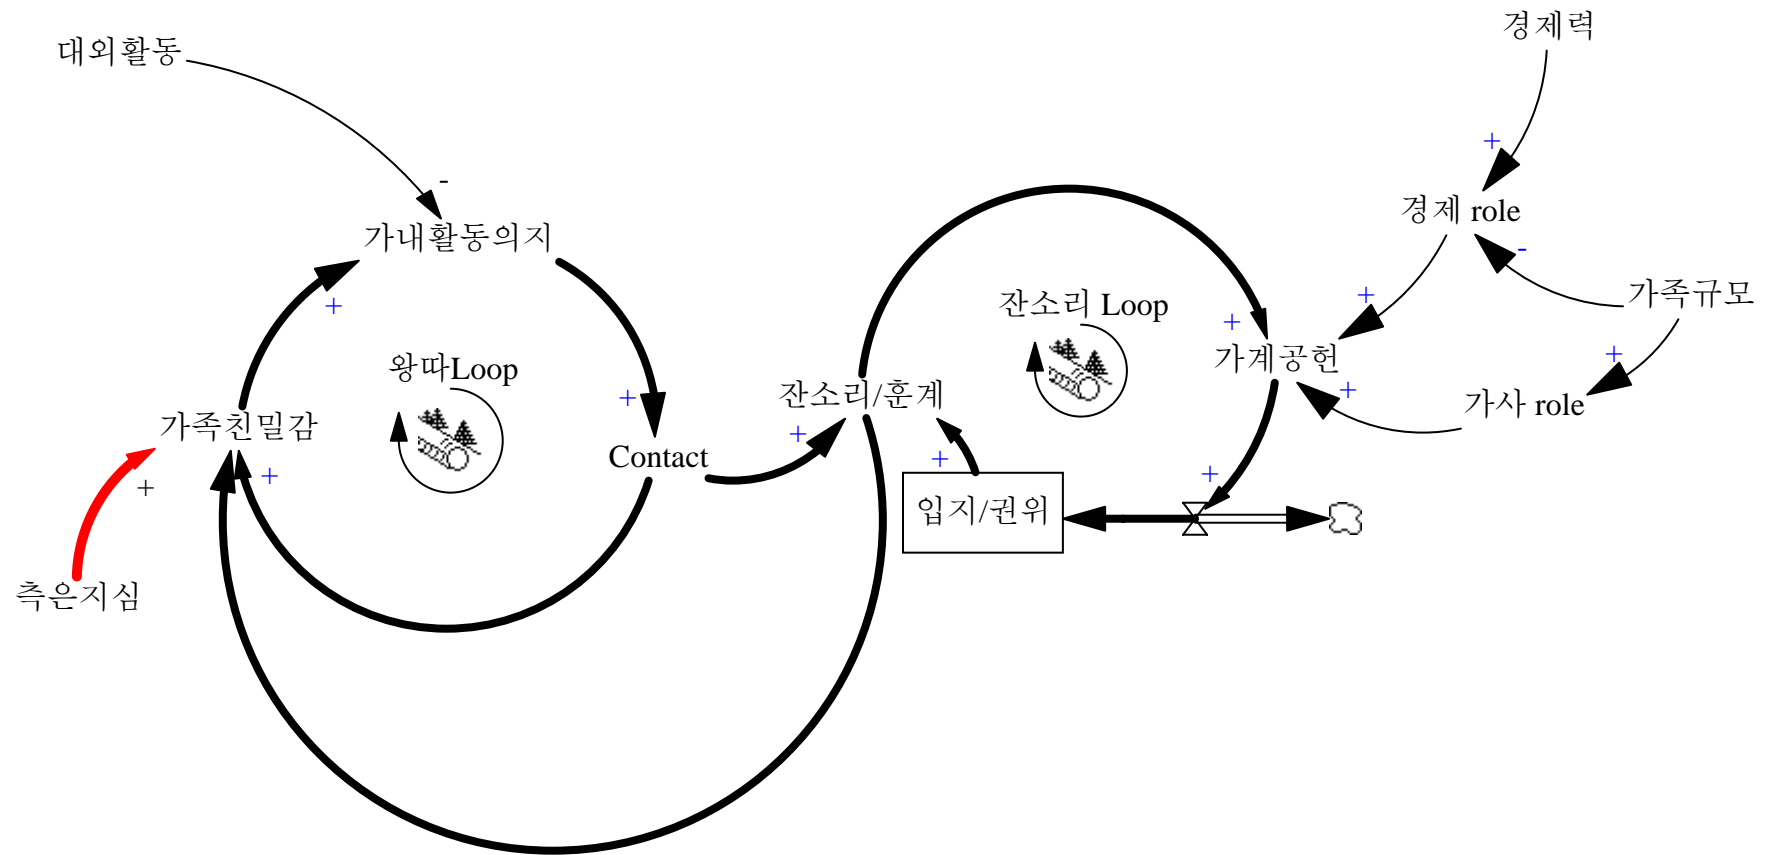 경제력
대외활동
+
-
경제 role
가내활동의지
-
가족규모
+
+
잔소리 Loop
+
+
가계공헌
왕따Loop
+
+
잔소리/훈계
가사 role
+
가족친밀감
+
Contact
+
+
+
+
입지/권위
측은지심